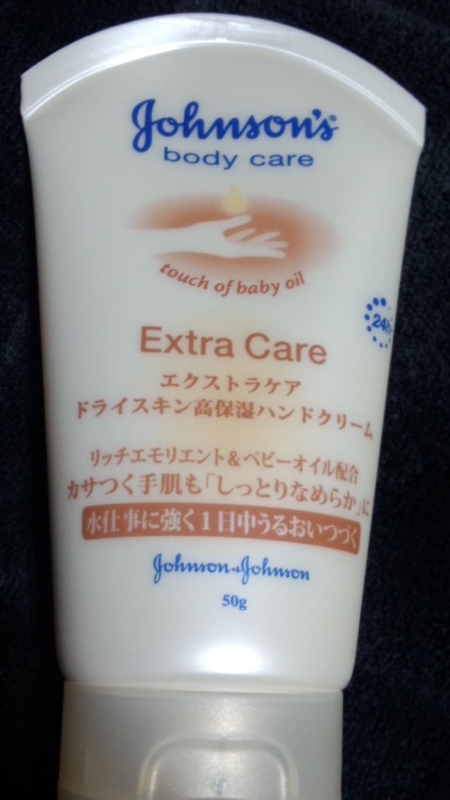 Johnson's®
body care
touch of baby oil
24h
Extra Care
エクストラケア
ドライスキン高保湿ハンドクリーム
リッチエモリエント&ベビーオイル配合
カサつく手肌も「しっとりなめらか」に
水仕事に強く1日中うるおいつづく
Johnson & Johnson
50g